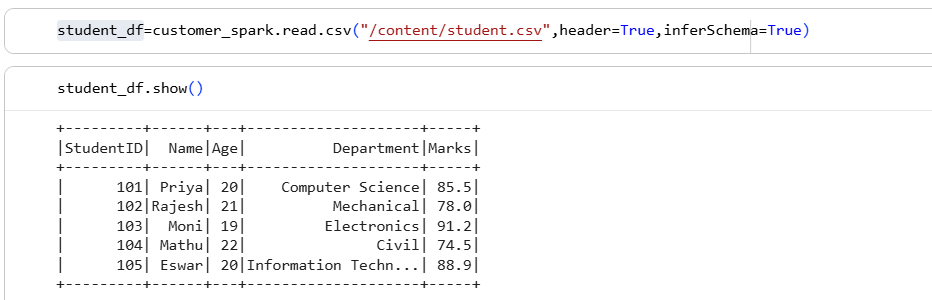 student_df=customer_spark.read.csv("/content/student.csv",header=True,inferSchema=True)
student_df.show()
+---------+------+---+--------------------+-----+
|StudentID|  Name|Age|          Department|Marks|
+---------+------+---+--------------------+-----+
|      101| Priya| 20|    Computer Science| 85.5|
|      102|Rajesh| 21|          Mechanical| 78.0|
|      103|  Moni| 19|         Electronics| 91.2|
|      104| Mathu| 22|               Civil| 74.5|
|      105| Eswar| 20|Information Techn...| 88.9|
+---------+------+---+--------------------+-----+